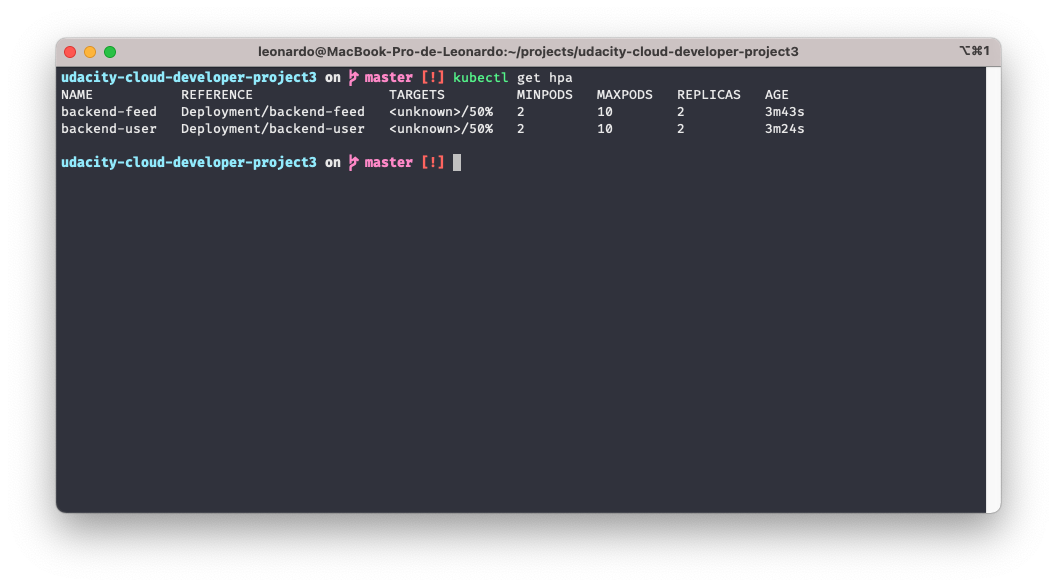 leonardo@MacBook-Pro-de-Leonardo:~/projects/udacity-cloud-developer-project3 ⌥⌘1
udacity-cloud-developer-project3 on master [!] kubectl get hpa
NAME REFERENCE TARGETS MINPODS MAXPODS REPLICAS AGE
backend-feed Deployment/backend-feed <unknown>/50% 2 10 2 3m43s
backend-user Deployment/backend-user <unknown>/50% 2 10 2 3m24s
udacity-cloud-developer-project3 on master [!]